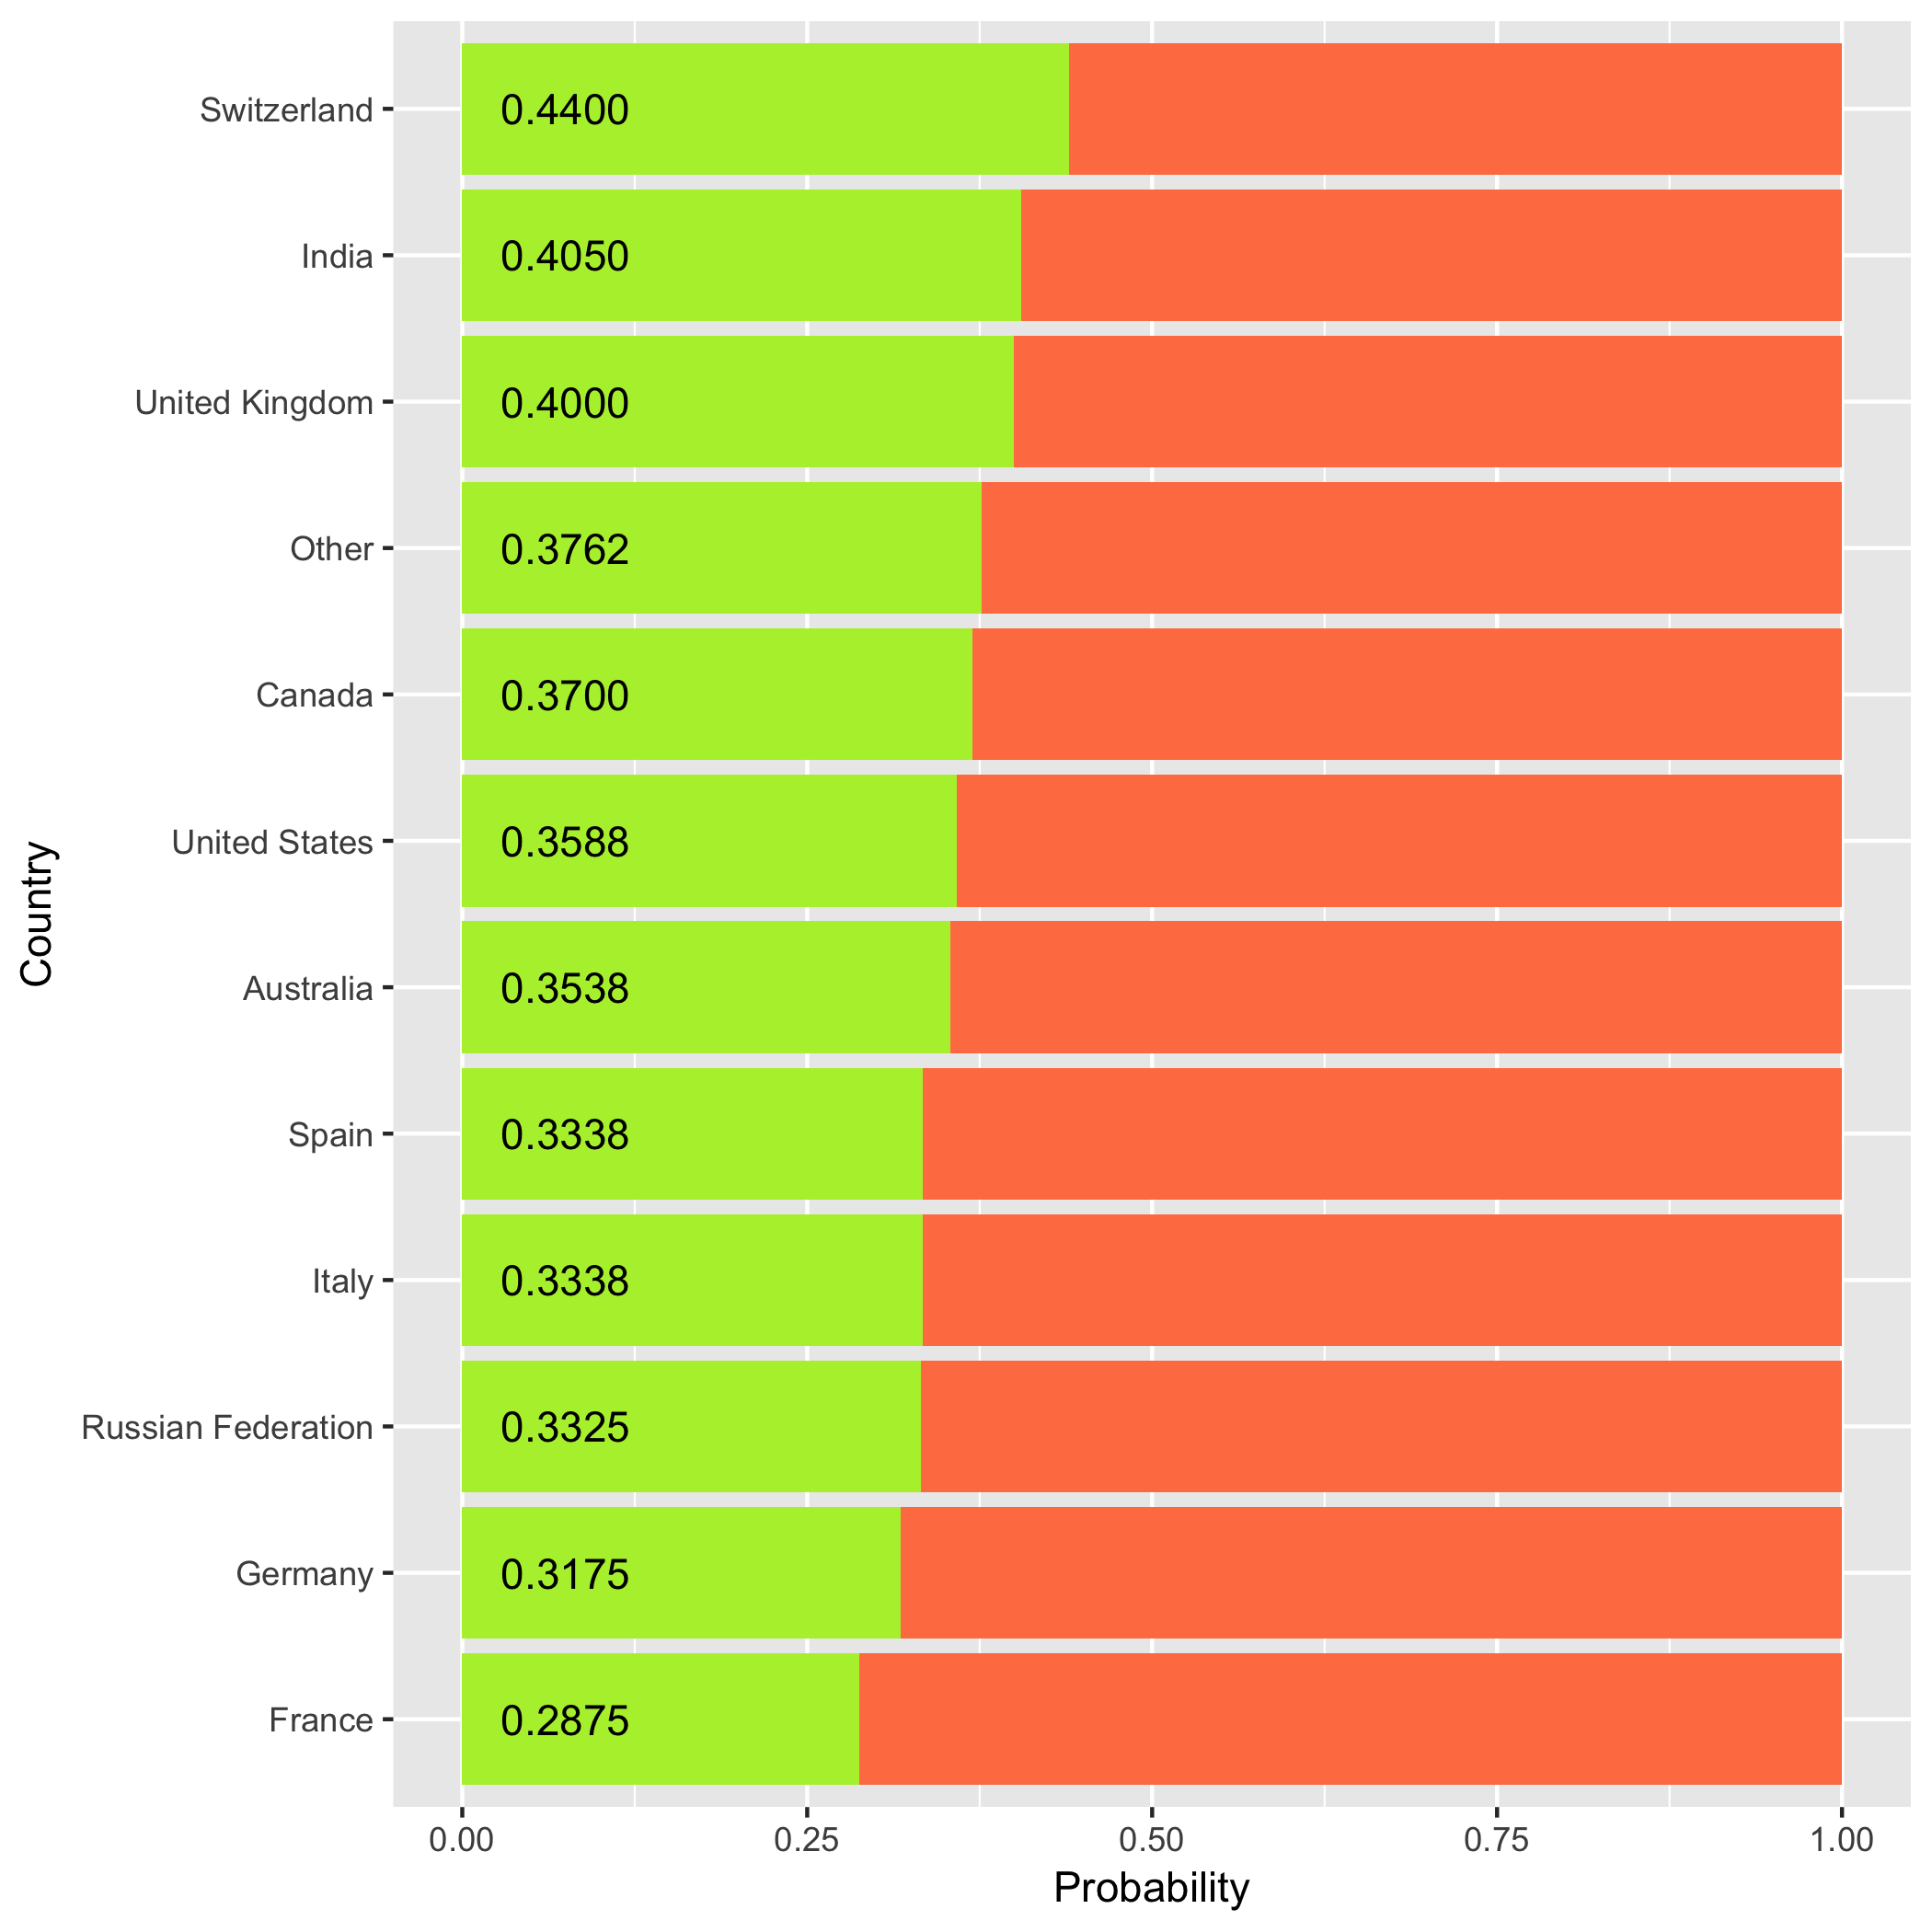 Switzerland 0.4400
India 0.4050
United Kingdom 0.4000
Other 0.3762
Canada 0.3700
United States 0.3588
Australia 0.3538
Spain 0.3338
Italy 0.3338
Russian Federation 0.3325
Germany 0.3175
France 0.2875
Country
0.00 0.25 0.50 0.75 1.00
Probability